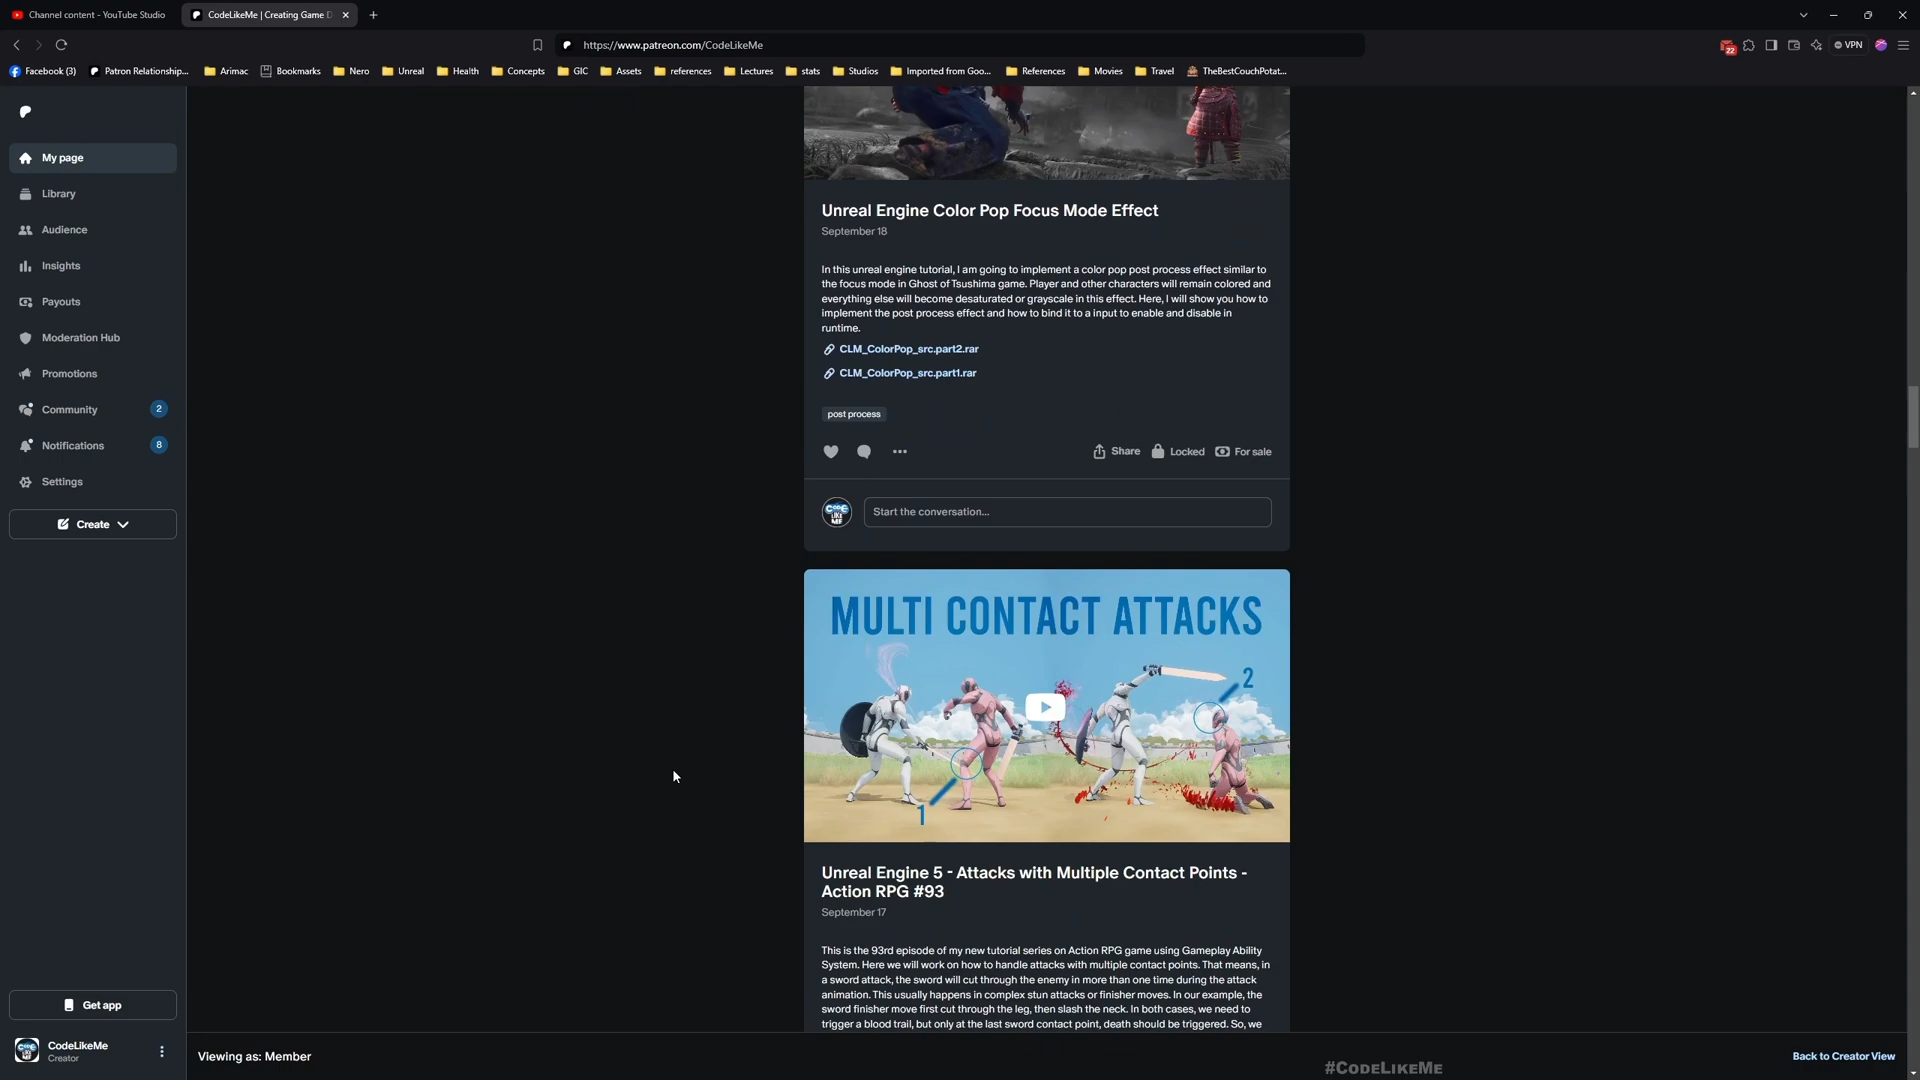 Channel content - YouTube Studio
CodeLikeMe | Creating Game D
https://www.patreon.com/CodeLikeMe
22
VPN
Facebook (3)
Patron Relationship...
Arimac
Bookmarks
Nero
Unreal
Health
Concepts
GIC
Assets
references
Lectures
stats
Studios
Imported from Goo...
References
Movies
Travel
TheBestCouchPotat...
My page
Library
Audience
Insights
Payouts
Moderation Hub
Promotions
Community
2
Notifications
8
Settings
Create
Get app
CodeLikeMe
Creator
Unreal Engine Color Pop Focus Mode Effect
September 18
In this unreal engine tutorial, I am going to implement a color pop post process effect similar to
the focus mode in Ghost of Tsushima game. Player and other characters will remain colored and
everything else will become desaturated or grayscale in this effect. Here, I will show you how to
implement the post process effect and how to bind it to a input to enable and disable in
runtime.
CLM_ColorPop_src.part2.rar
CLM_ColorPop_src.part1.rar
post process
Share
Locked
For sale
CODE
LIKE
ME
Start the conversation...
MULTI CONTACT ATTACKS
2
1
Unreal Engine 5 - Attacks with Multiple Contact Points -
Action RPG #93
September 17
This is the 93rd episode of my new tutorial series on Action RPG game using Gameplay Ability
System. Here we will work on how to handle attacks with multiple contact points. That means, in
a sword attack, the sword will cut through the enemy in more than one time during the attack
animation. This usually happens in complex stun attacks or finisher moves. In our example, the
sword finisher move first cut through the leg, then slash the neck. In both cases, we need to
trigger a blood trail, but only at the last sword contact point, death should be triggered. So, we
Viewing as: Member
#CodeLikeMe
Back to Creator View